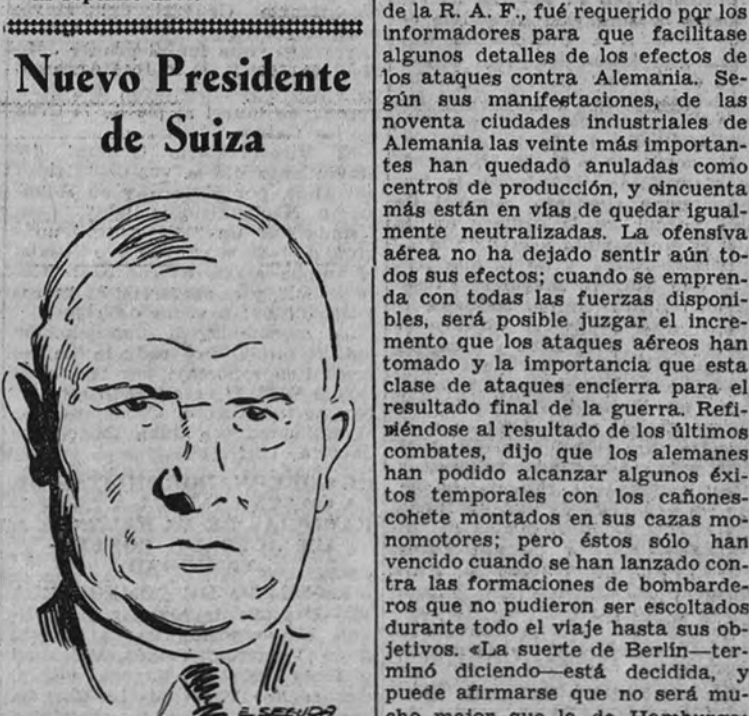 Nuevo Presidente
de Suiza
E. SEGURA
de la R. A. F., fué requerido por los
informadores para que facilitase
algunos detalles de los efectos de
los ataques contra Alemania. Se-
gún sus manifestaciones, de las
noventa ciudades industriales de
Alemania las veinte más importan-
tes han quedado anuladas como
centros de producción, y cincuenta
más están en vías de quedar igual-
mente neutralizadas. La ofensiva
aérea no ha dejado sentir aún to-
dos sus efectos; cuando se empren-
da con todas las fuerzas disponi-
bles, será posible juzgar el incre-
mento que los ataques aéreos han
tomado y la importancia que esta
clase de ataques encierra para el
resultado final de la guerra. Refi-
riéndose al resultado de los últimos
combates, dijo que los alemanes
han podido alcanzar algunos éxi-
tos temporales con los cañones-
cohete montados en sus cazas mo-
nomotores; pero éstos sólo han
vencido cuando se han lanzado con-
tra las formaciones de bombarde-
ros que no pudieron ser escoltados
durante todo el viaje hasta sus ob-
jetivos. «La suerte de Berlín—ter-
minó diciendo—está decidida, y
puede afirmarse que no será mu-
cho mejor que la de Hamburgo;